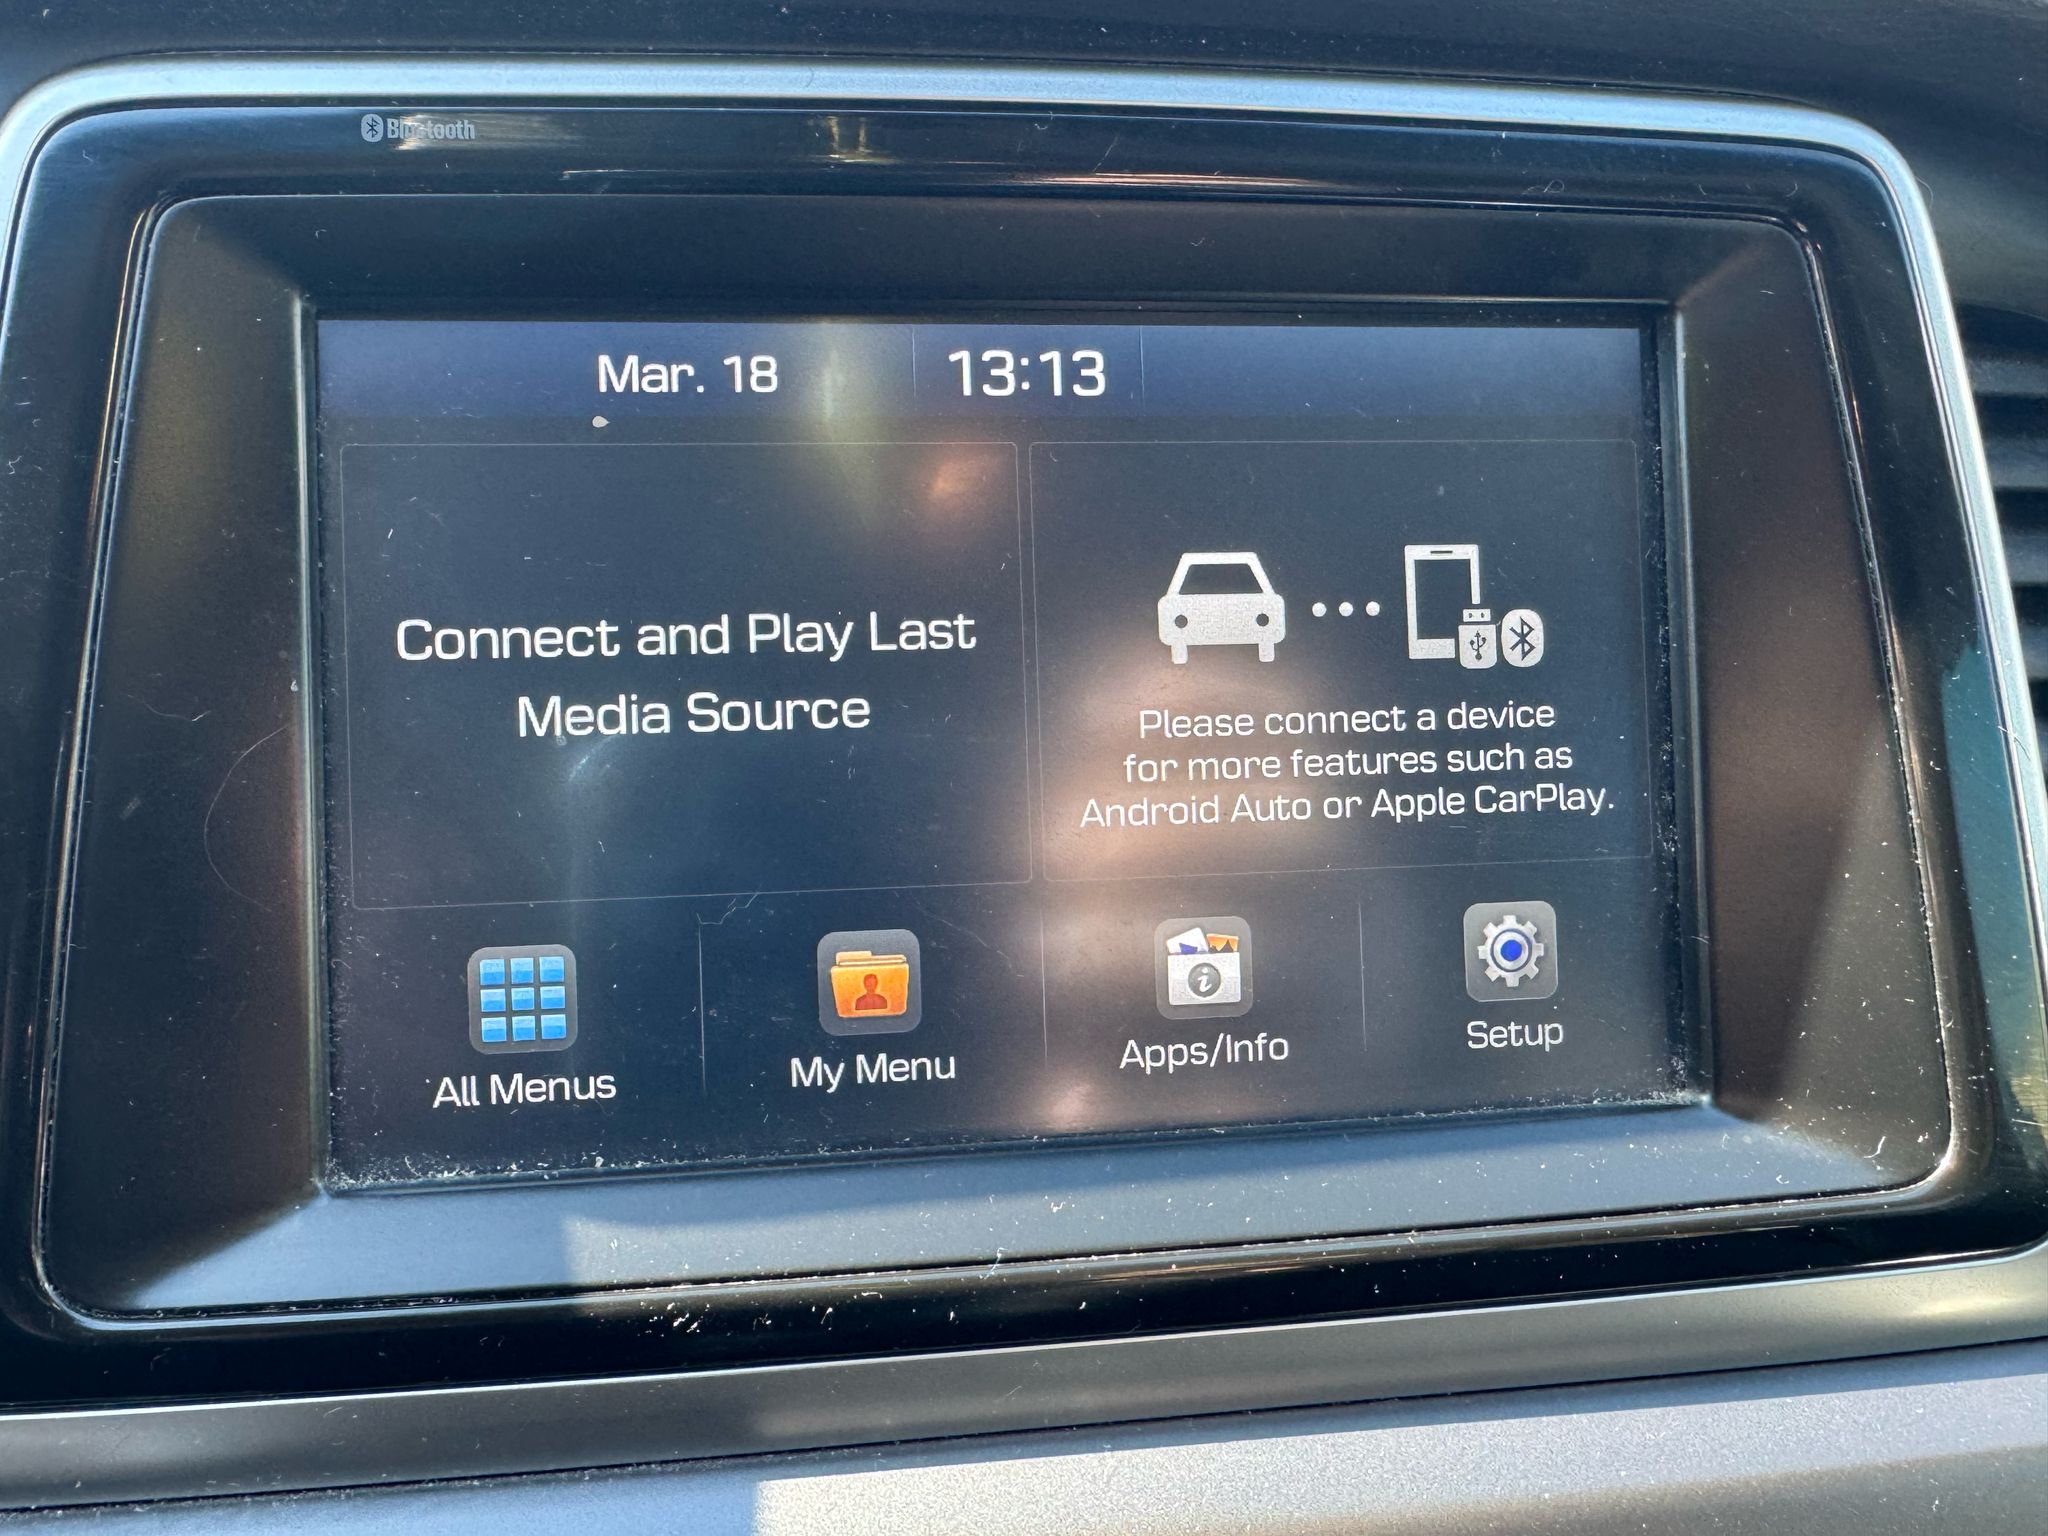 Bluetooth
Mar. 18
13:13
Connect and Play Last
Media Source
Please connect a device
for more features such as
Android Auto or Apple CarPlay.
All Menus
My Menu
Apps/Info
Setup